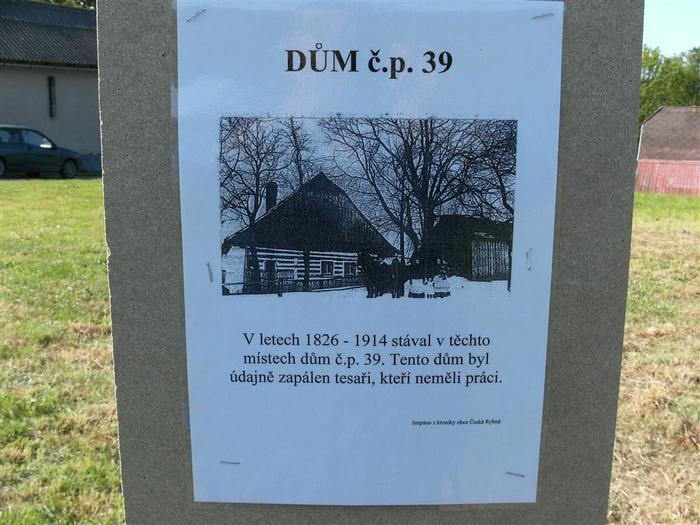 DŮM č.p. 39
V letech 1826 - 1914 stával v těchto
místech dům č.p. 39. Tento dům byl
údajně zapálen tesaři, kteří neměli práci.
čerpáno z kroniky obce Česká Rybná